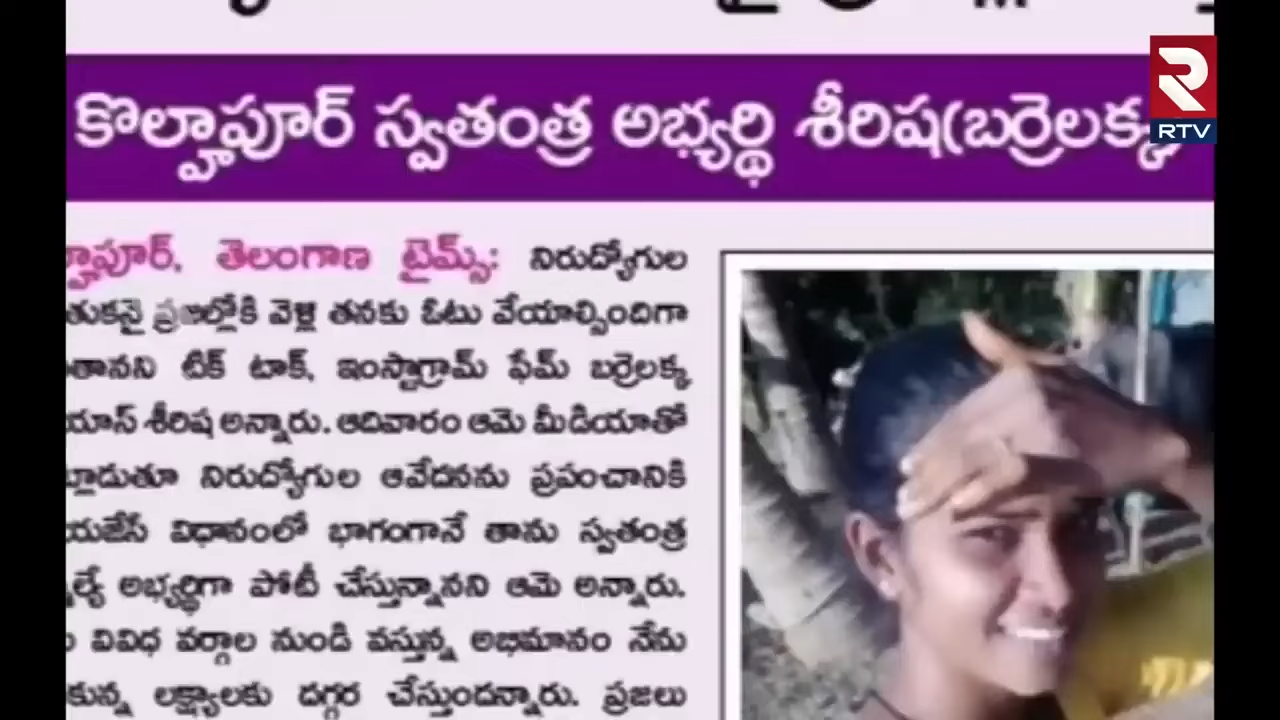 RTV
కొల్హాపూర్ స్వతంత్ర అభ్యర్థి శీరిష(బర్రెలక్క
తెలంగాణ టైమ్స్: నిరుద్యోగుల
ప్రజల్లోకి వెళ్లి తనకు ఓటు వేయాల్సిందిగా
టిక్ టాక్, ఇంస్టాగ్రామ్ ఫేమ్ బర్రెలక్క
శీరిష అన్నారు. ఆదివారం ఆమె మీడియాతో
నిరుద్యోగుల ఆవేదనను ప్రపంచానికి
విధానంలో భాగంగానే తాను స్వతంత్ర
అభ్యర్థిగా పోటీ చేస్తున్నానని ఆమె అన్నారు.
వివిధ వర్గాల నుండి వస్తున్న అభిమానం నేను
లక్ష్యాలకు దగ్గర చేస్తుందన్నారు. ప్రజలు